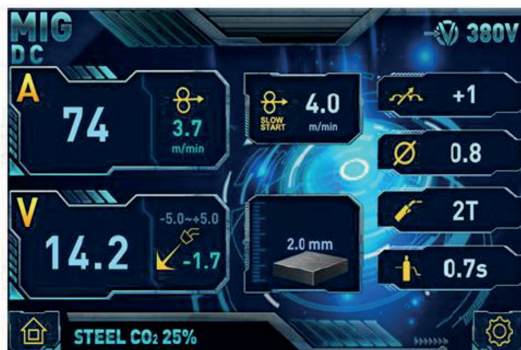 MIG
DC
380V
A
74
3.7
m/min
SLOW
START
4.0
m/min
+1
0.8
V
14.2
-5.0~+5.0
-1.7
2.0 mm
2T
0.7s
STEEL CO₂ 25%